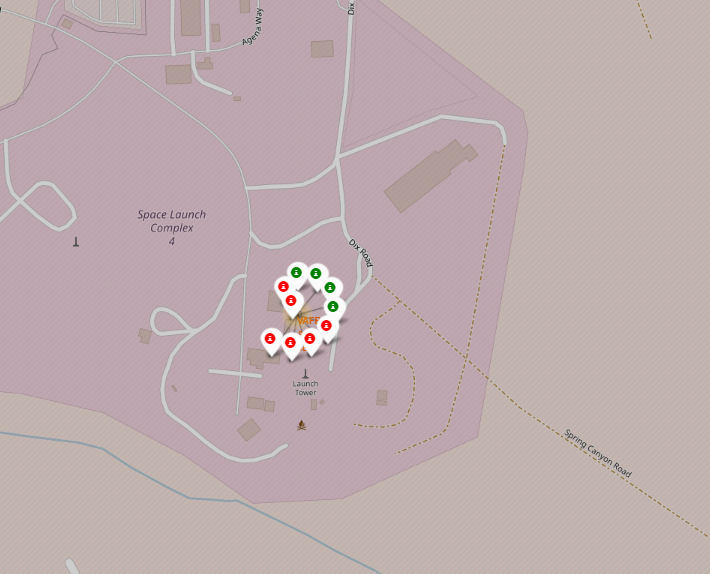 Dix
Agena Way
Space Launch
Complex
4
Dix Road
Launch
Tower
Spring Canyon Road